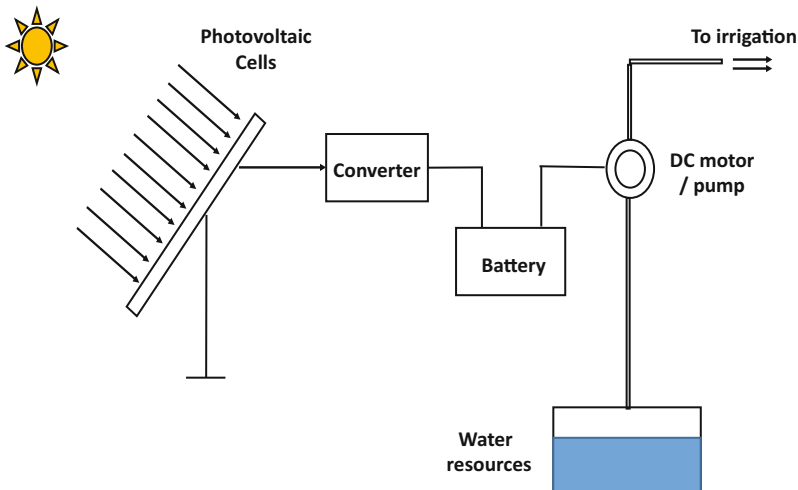 Photovoltaic
Cells
To irrigation
Converter
DC motor
/ pump
Battery
Water
resources